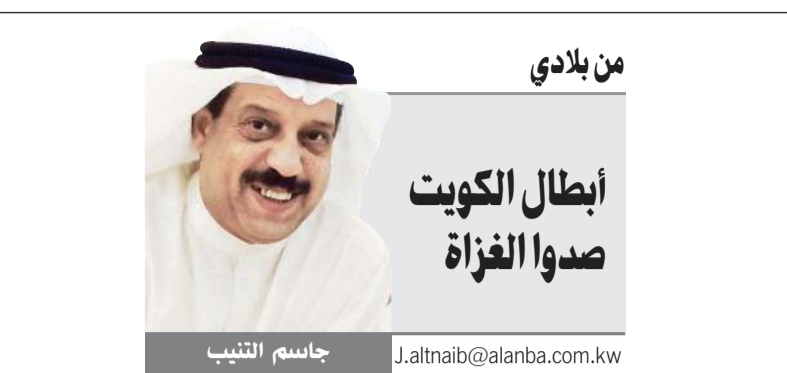 من بلادي
أبطال الكويت
صدوا الغزاة
جاسم التنيب
J.altnaib@alanba.com.kw